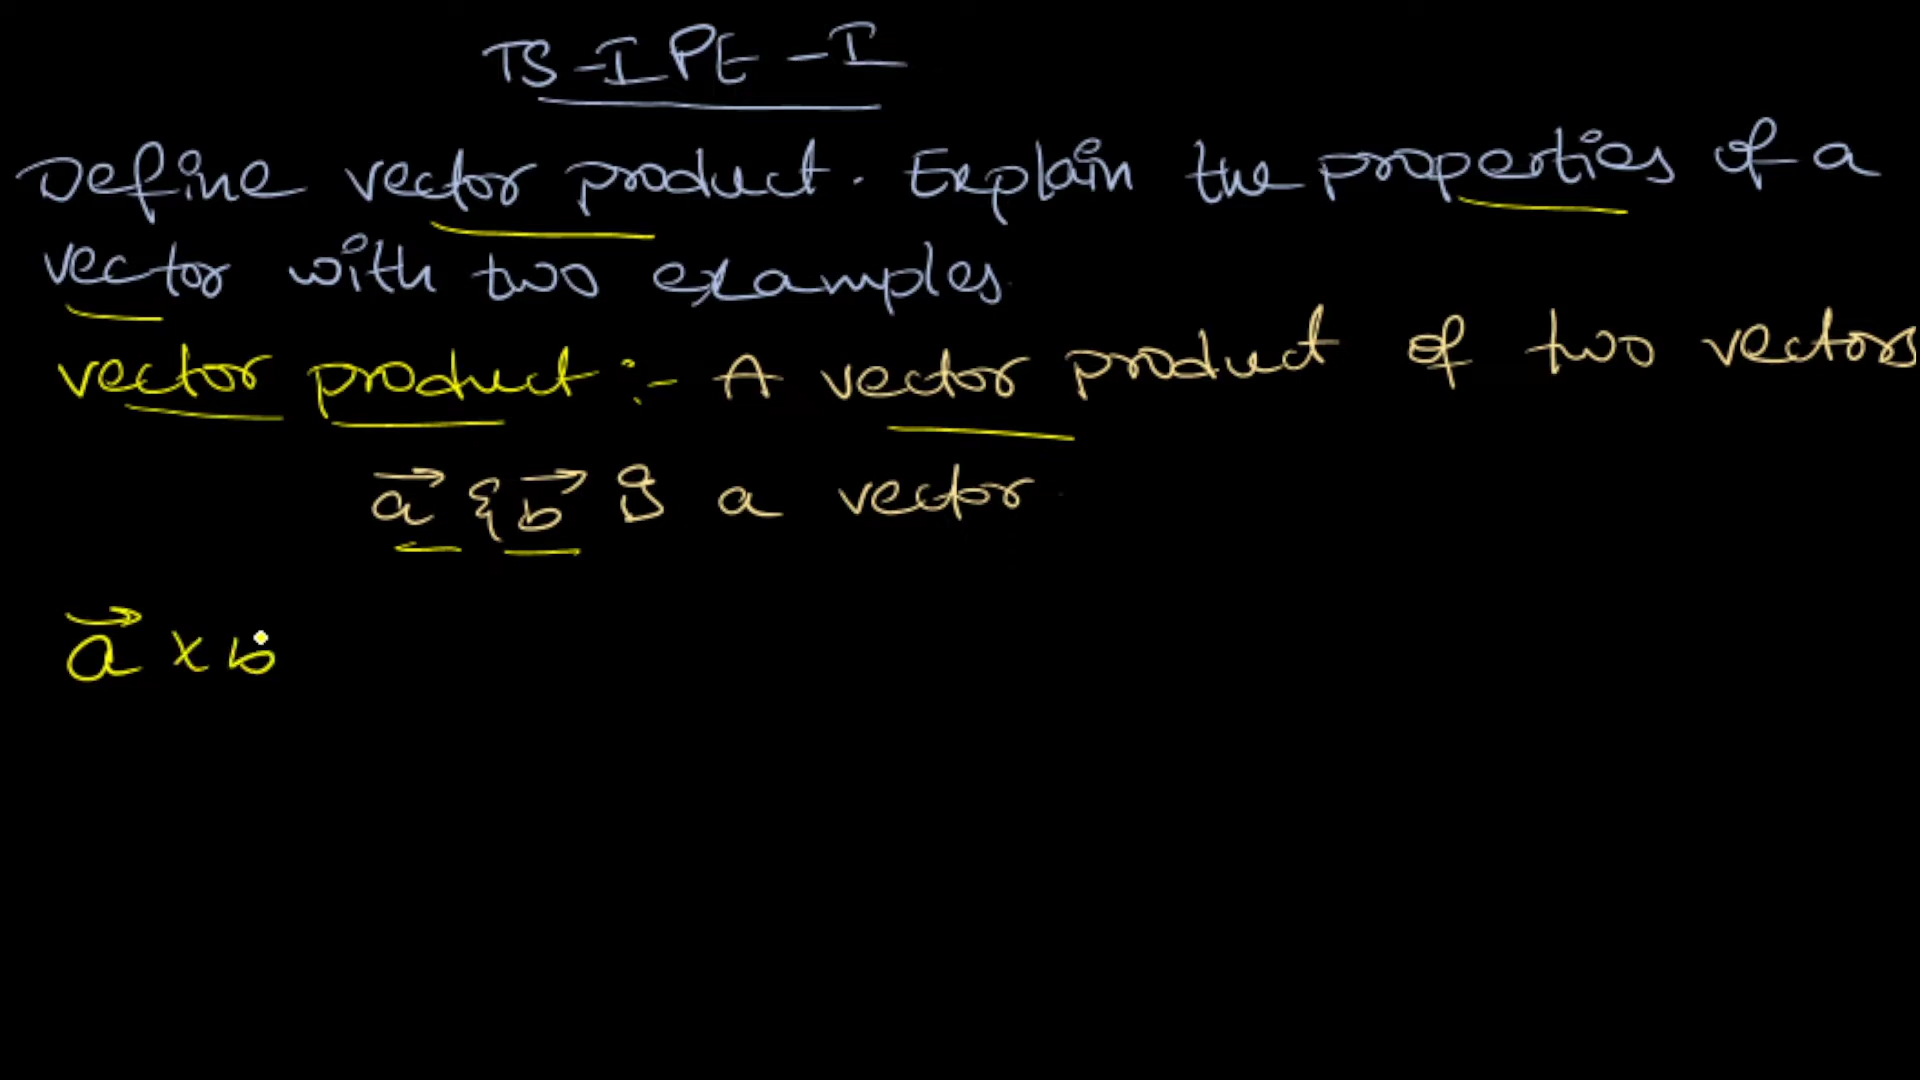 TS-IPE-I
Define vector product. Explain the properties of a
vector with two examples.
vector product :- A vector product of two vectors
a⃗ & b⃗ is a vector.
a⃗ × b